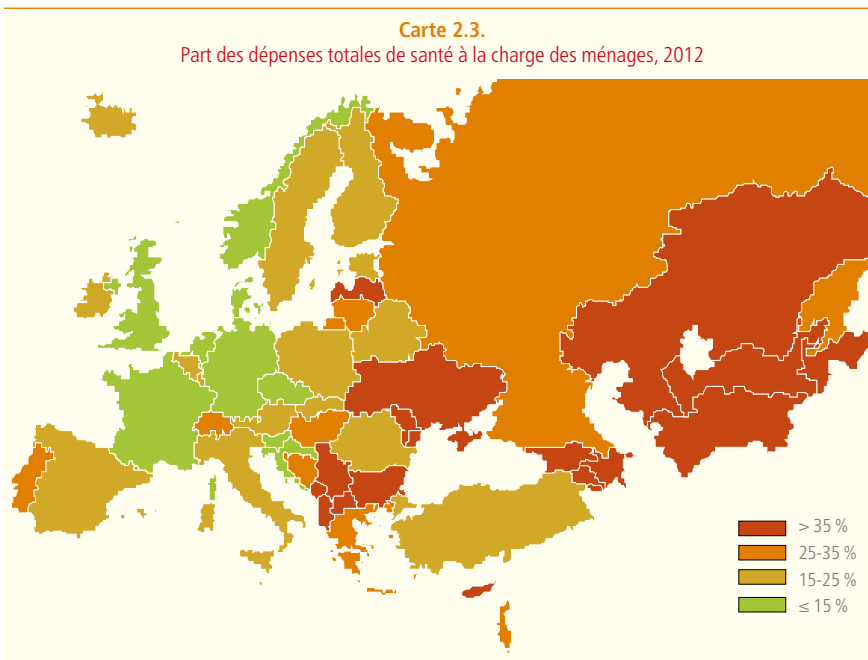 Carte 2.3.
Part des dépenses totales de santé à la charge des ménages, 2012
> 35 %
25-35 %
15-25 %
≤ 15 %